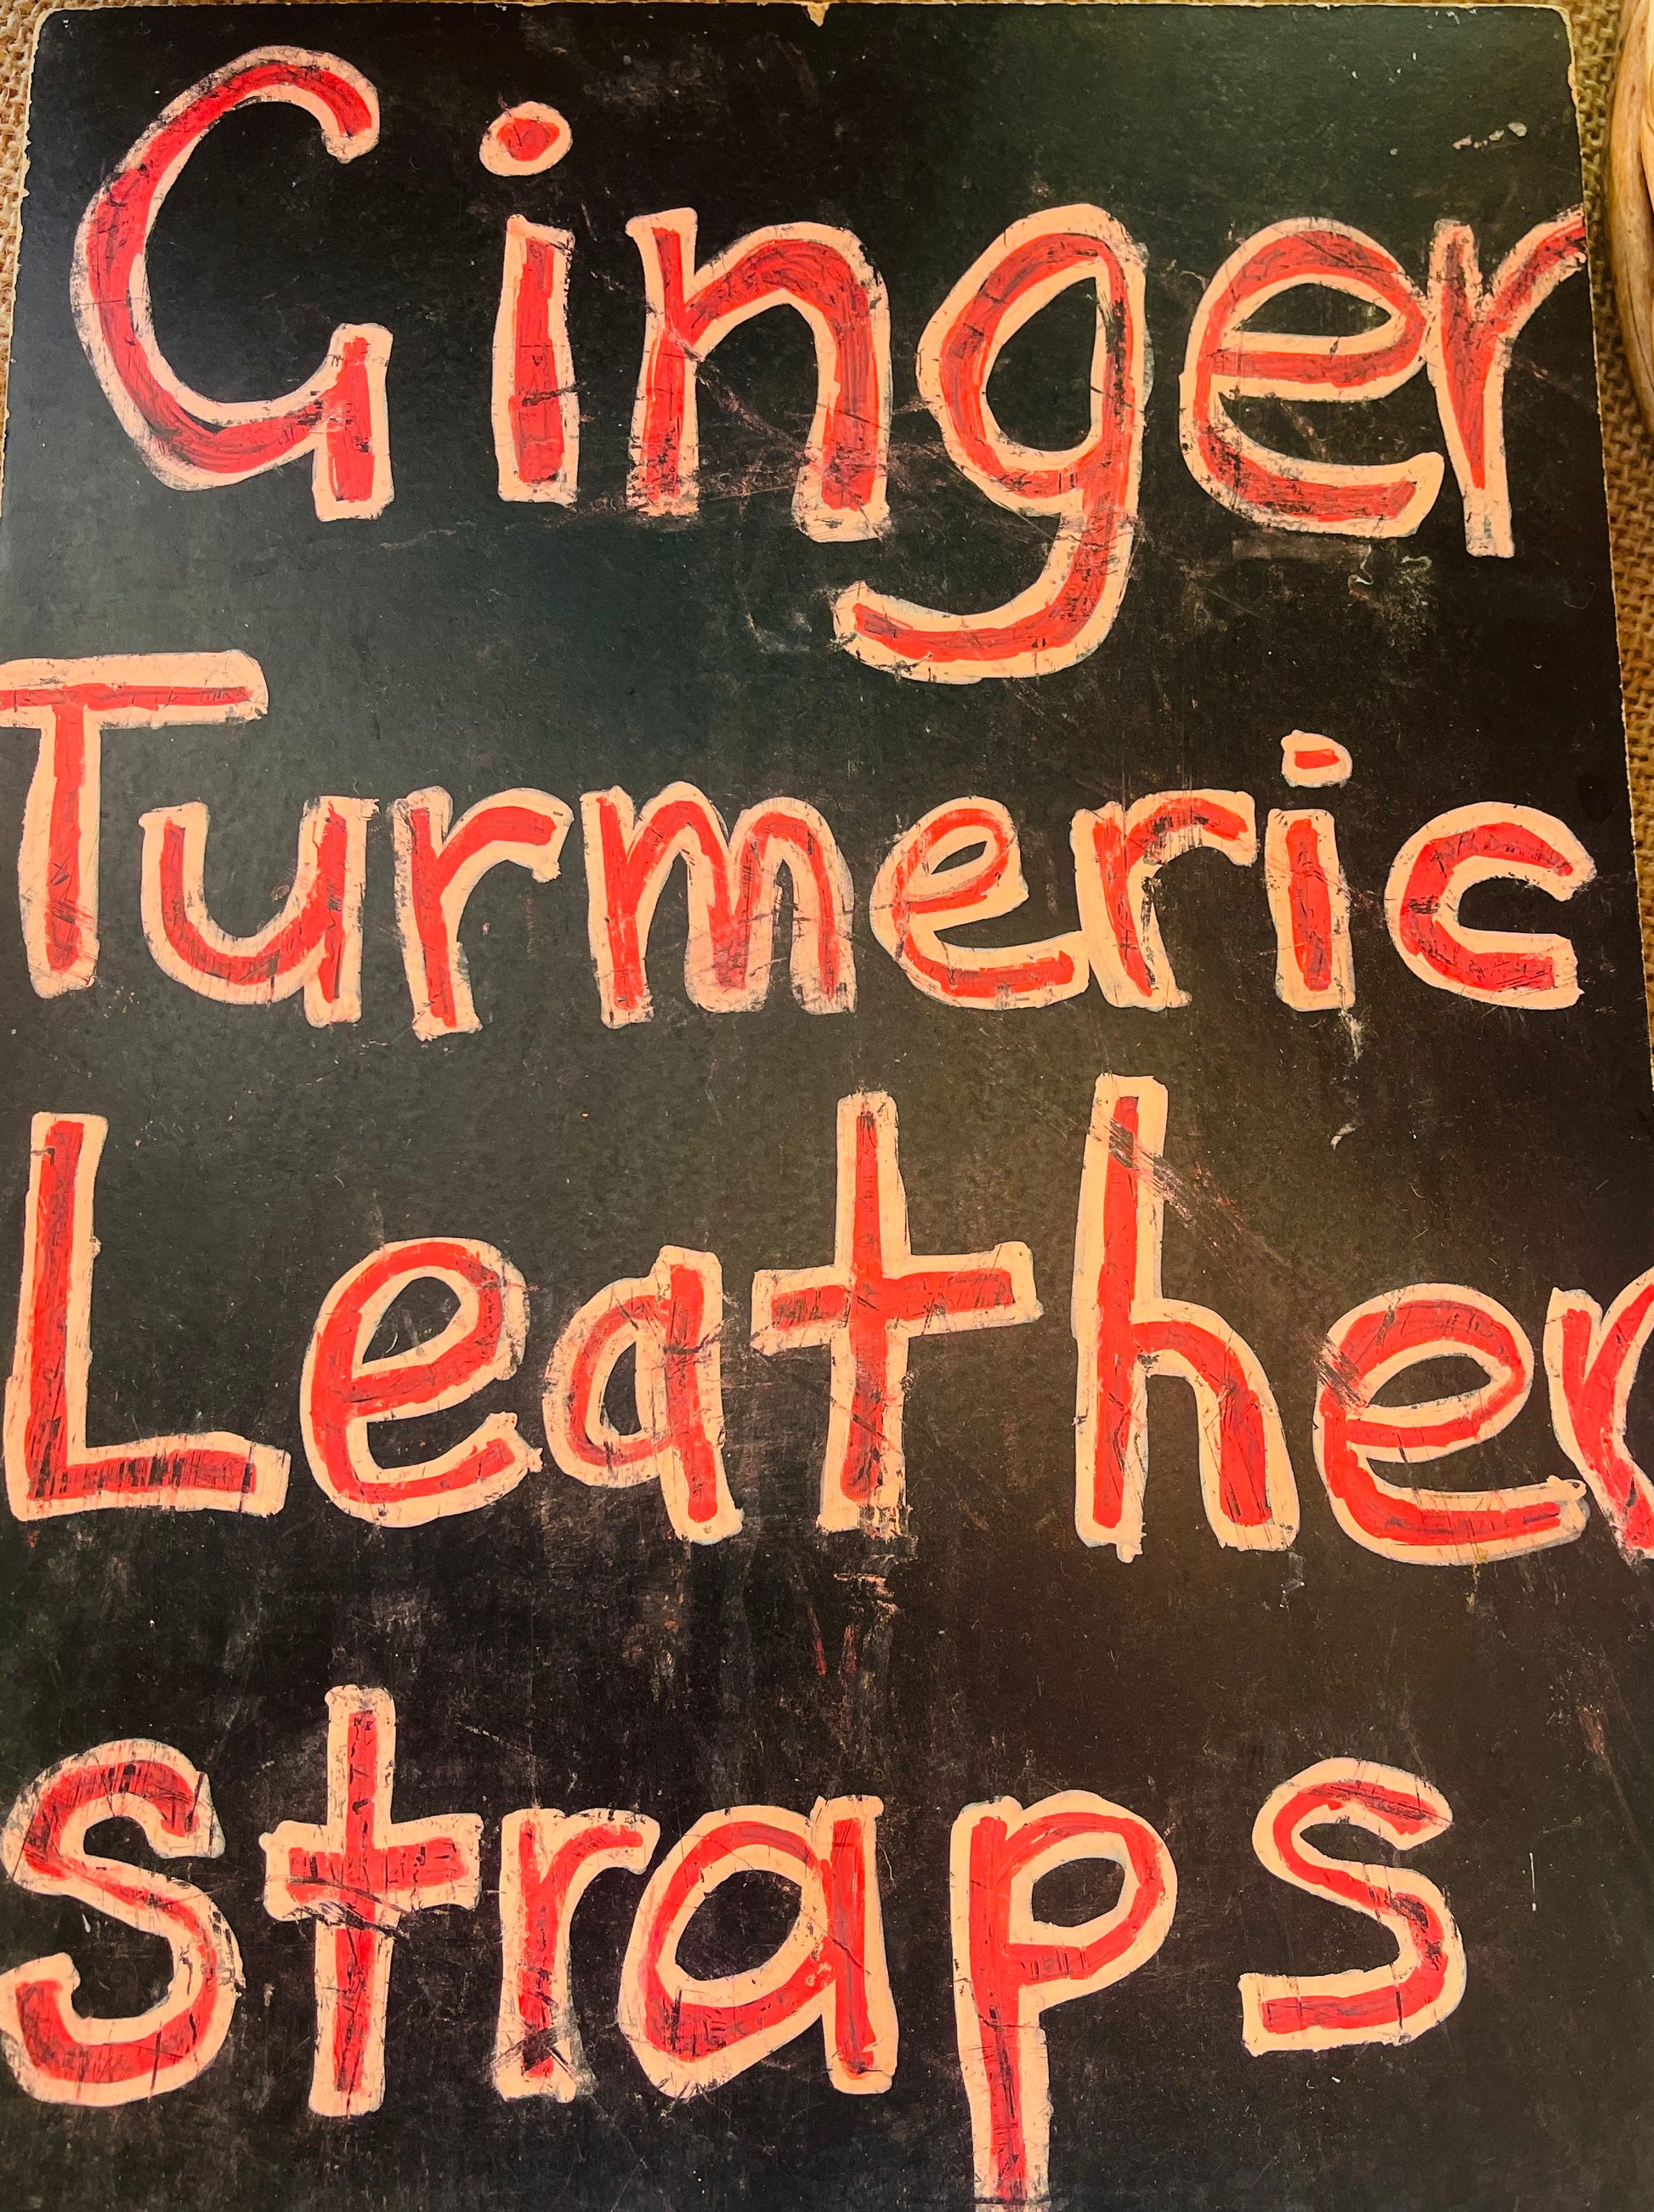 Ginger
Turmeric
Leather
straps